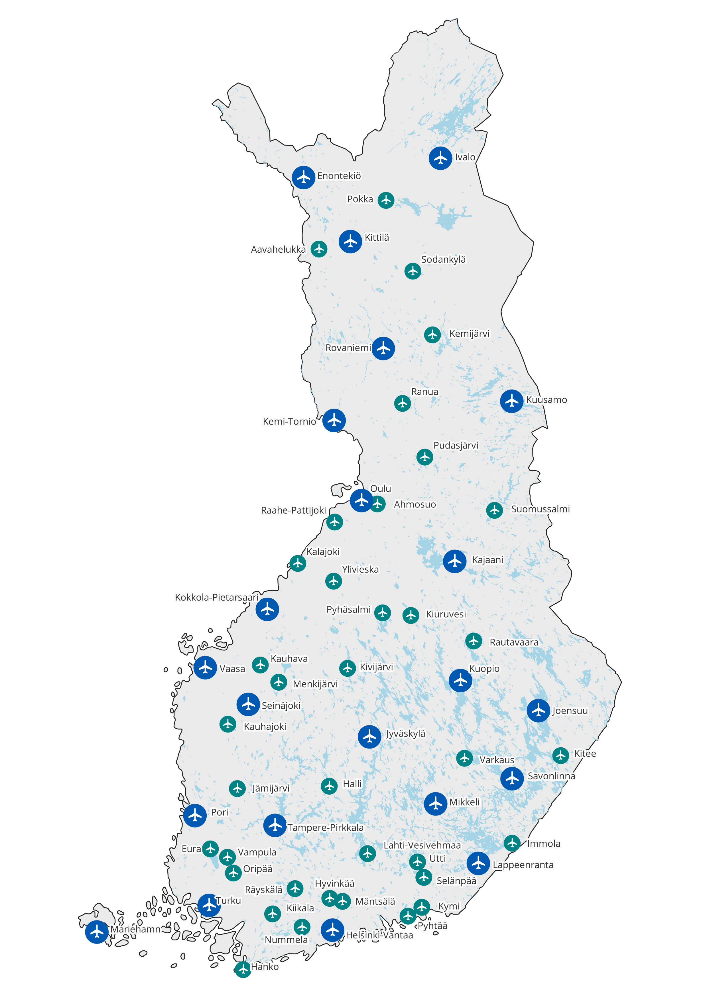 Ivalo
Enontekiö
Pokka
Kittilä
Aavahelukka
Sodankylä
Kemijärvi
Rovaniemi
Ranua
Kuusamo
Kemi-Tornio
Pudasjärvi
Oulu
Ahmosuo
Suomussalmi
Raahe-Pattijoki
Kalajoki
Kajaani
Ylivieska
Kokkola-Pietarsaari
Pyhäsalmi
Kiuruvesi
Rautavaara
Kauhava
Vaasa
Kivijärvi
Kuopio
Menkijärvi
Seinäjoki
Joensuu
Kauhajoki
Jyväskylä
Kitee
Varkaus
Savonlinna
Halli
Jämijärvi
Mikkeli
Pori
Tampere-Pirkkala
Immola
Lahti-Vesivehmaa
Eura
Vampula
Utti
Lappeenranta
Oripää
Selänpää
Hyvinkää
Räyskälä
Turku
Mäntsälä
Kymi
Kiikala
Pyhtää
Mariehamn
Helsinki-Vantaa
Nummela
Hanko